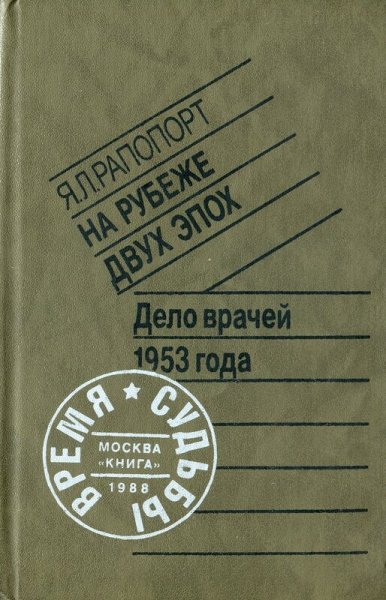 Я.Л.РАПОПОРТ
НА РУБЕЖЕ
ДВУХ ЭПОХ
Дело врачей
1953 года
ВРЕМЯ ★ СУДЬБЫ
МОСКВА
«КНИГА»
1988